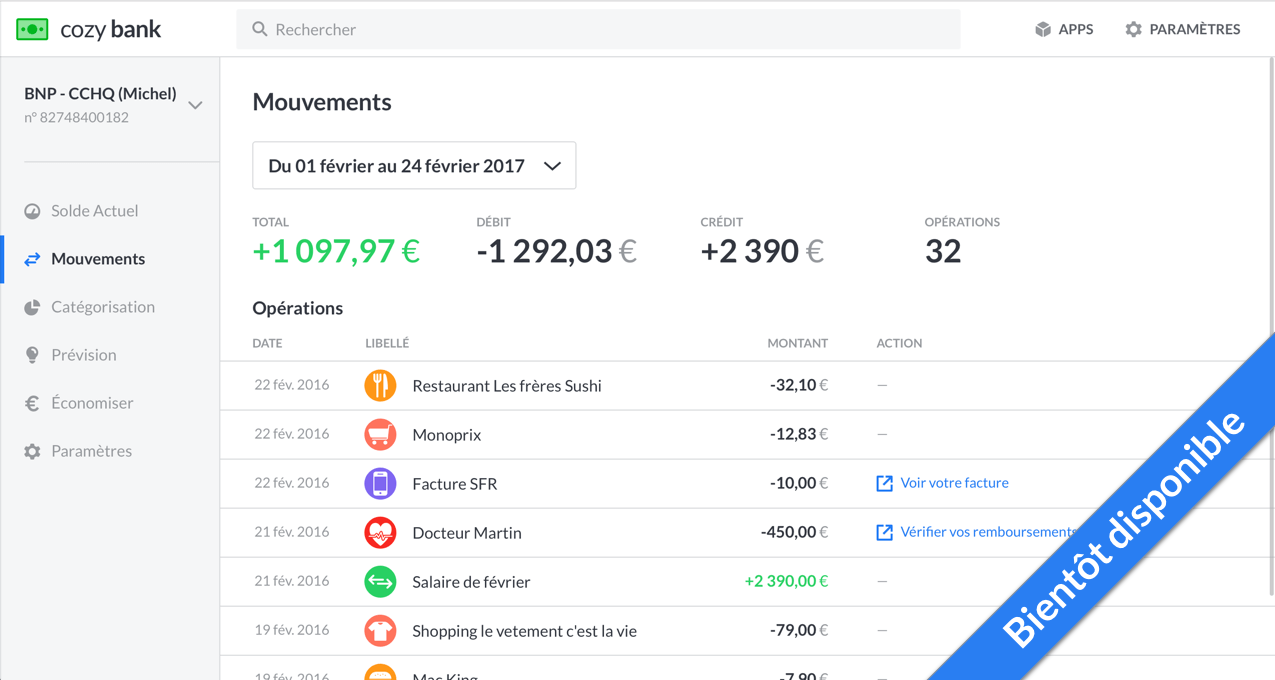 cozy bank
Rechercher
APPS
PARAMÈTRES
BNP - CCHQ (Michel)
n° 82748400182
Solde Actuel
Mouvements
Catégorisation
Prévision
Économiser
Paramètres
Mouvements
Du 01 février au 24 février 2017
TOTAL DÉBIT CRÉDIT OPÉRATIONS
+1 097,97 € -1 292,03 € +2 390 € 32
Opérations
DATE LIBELLÉ MONTANT ACTION
22 fév. 2016 Restaurant Les frères Sushi -32,10 € –
22 fév. 2016 Monoprix -12,83 € –
22 fév. 2016 Facture SFR -10,00 € Voir votre facture
21 fév. 2016 Docteur Martin -450,00 € Vérifier vos remboursements
21 fév. 2016 Salaire de février +2 390,00 € –
19 fév. 2016 Shopping le vetement c'est la vie -79,00 € –
19 fév. 2016 Mac King -7,90 € –
Bientôt disponible